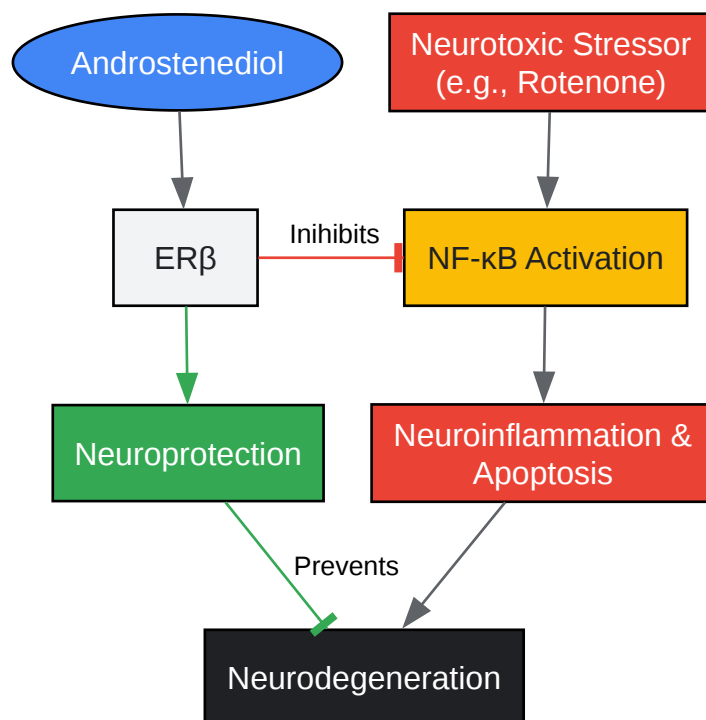 Androstenediol
Neurotoxic Stressor
(e.g., Rotenone)
ERβ
Inihibits
NF-κB Activation
Neuroprotection
Neuroinflammation &
Apoptosis
Prevents
Neurodegeneration